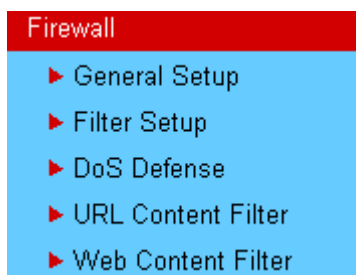 Firewall
General Setup
Filter Setup
DoS Defense
URL Content Filter
Web Content Filter